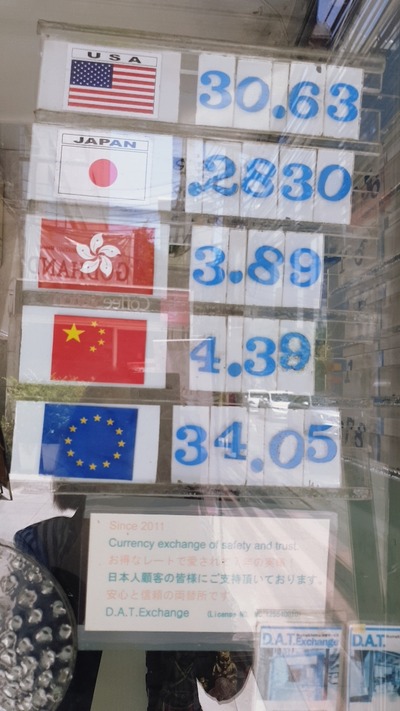 USA
30.63
JAPAN
.2830
3.89
4.39
34.05
Since 2011
Currency exchange of safety and trust
日本人顧客の皆様にご支持頂いております。
安心と信頼の両替所です
D.A.T.Exchange
D.A.T.Exchange
D.A.T.